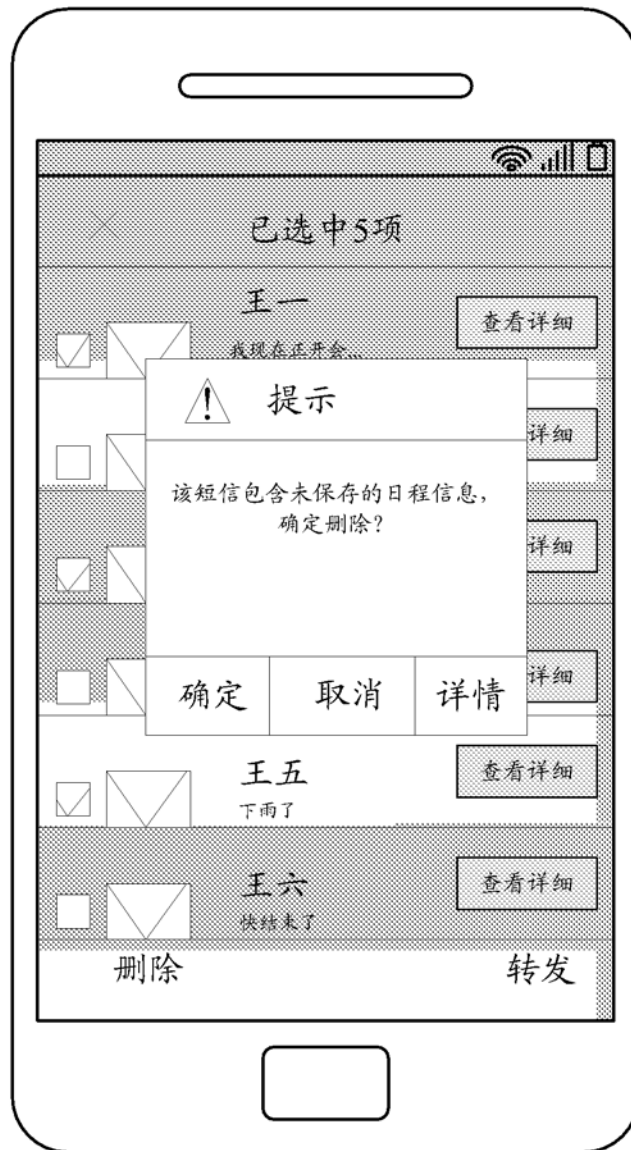 已选中5项
王一
查看详细
我现在正开会...
提示
详细
该短信包含未保存的日程信息，
确定删除？
详细
详细
确定
取消
详情
王五
查看详细
下雨了
王六
查看详细
快结束了
删除
转发